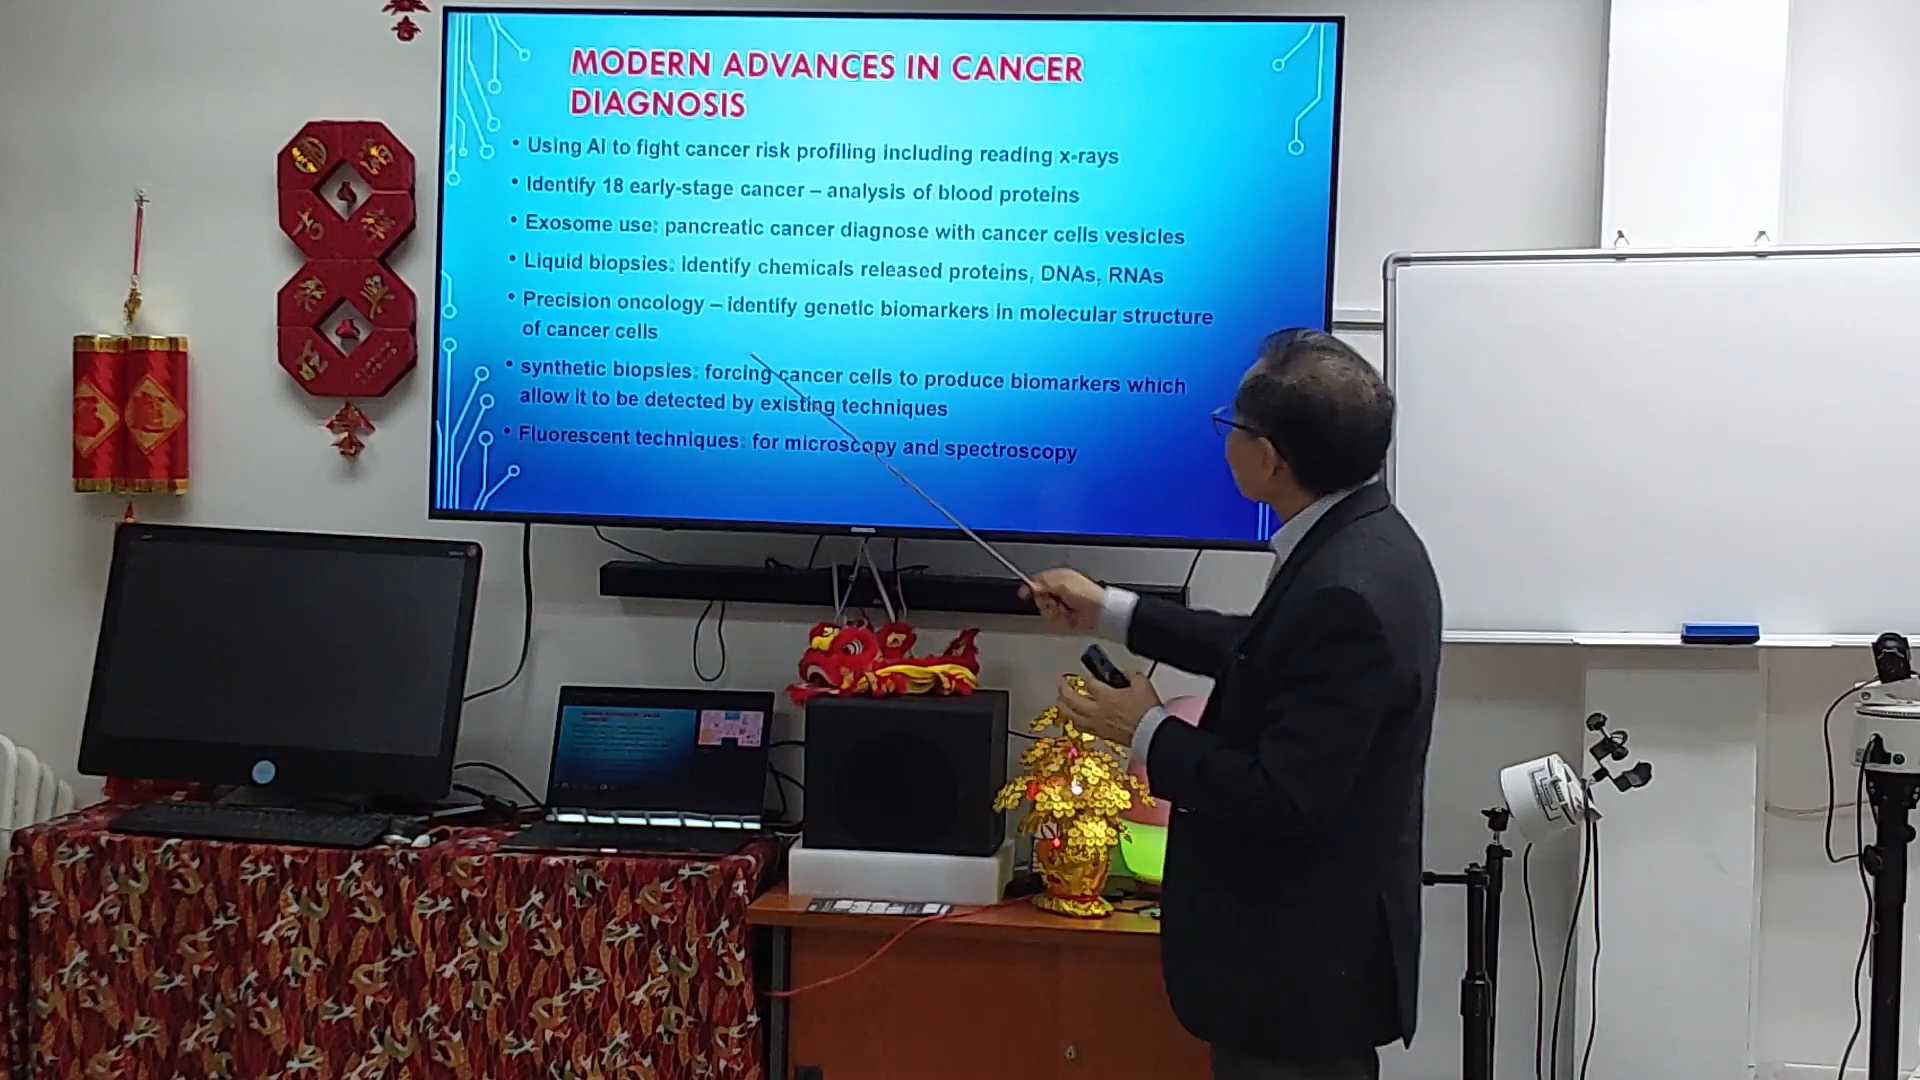 MODERN ADVANCES IN CANCER
DIAGNOSIS
• Using AI to fight cancer risk profiling including reading x-rays
• Identify 18 early-stage cancer – analysis of blood proteins
• Exosome use: pancreatic cancer diagnose with cancer cells vesicles
• Liquid biopsies: identify chemicals released proteins, DNAs, RNAs
• Precision oncology – identify genetic biomarkers in molecular structure
of cancer cells
• synthetic biopsies: forcing cancer cells to produce biomarkers which
allow it to be detected by existing techniques
• Fluorescent techniques: for microscopy and spectroscopy